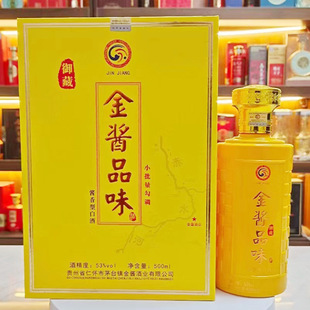 JIN JIANG
御藏
金酱品味
小批量勾调
酱香型白酒
酒精度：53%vol 净含量：500ml
贵州省仁怀市茅台镇金酱酒业有限公司
金酱品味